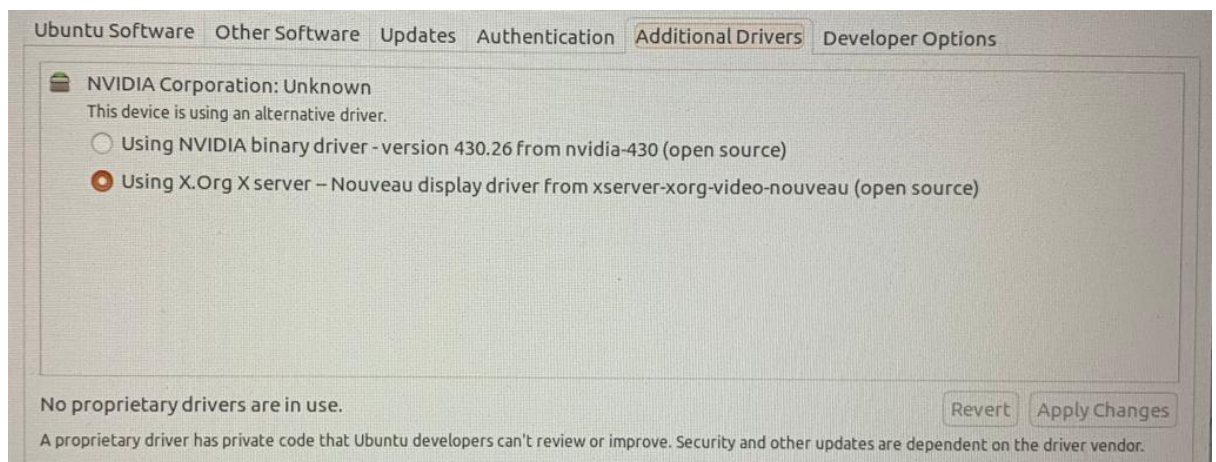 Ubuntu Software Other Software Updates Authentication Additional Drivers Developer Options
NVIDIA Corporation: Unknown
This device is using an alternative driver.
Using NVIDIA binary driver - version 430.26 from nvidia-430 (open source)
Using X.Org X server – Nouveau display driver from xserver-xorg-video-nouveau (open source)
No proprietary drivers are in use.
Revert Apply Changes
A proprietary driver has private code that Ubuntu developers can't review or improve. Security and other updates are dependent on the driver vendor.